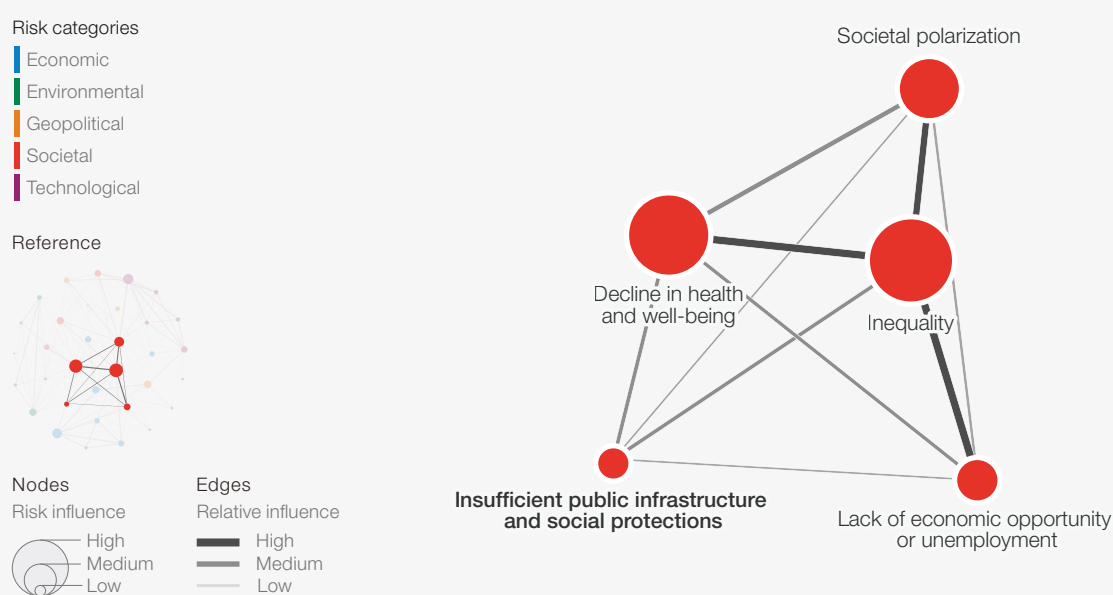 Risk categories
Economic
Environmental
Geopolitical
Societal
Technological
Reference
Nodes
Risk influence
High
Medium
Low
Edges
Relative influence
High
Medium
Low
Societal polarization
Decline in health
and well-being
Inequality
Insufficient public infrastructure
and social protections
Lack of economic opportunity
or unemployment